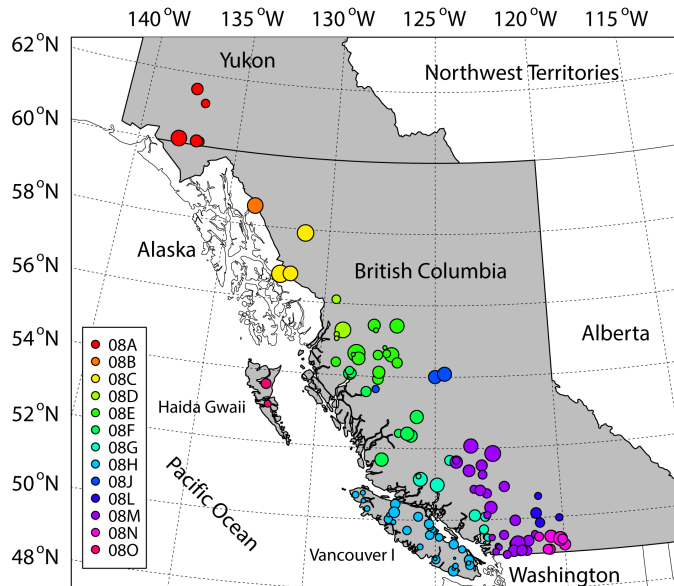 140°W 135°W 130°W 125°W 120°W 115°W
62°N
60°N
58°N
56°N
54°N
52°N
50°N
48°N
Yukon
Northwest Territories
Alaska
British Columbia
Alberta
08A
08B
08C
08D
08E
08F
08G
08H
08J
08L
08M
08N
08O
Haida Gwaii
Pacific Ocean
Vancouver I
Washington